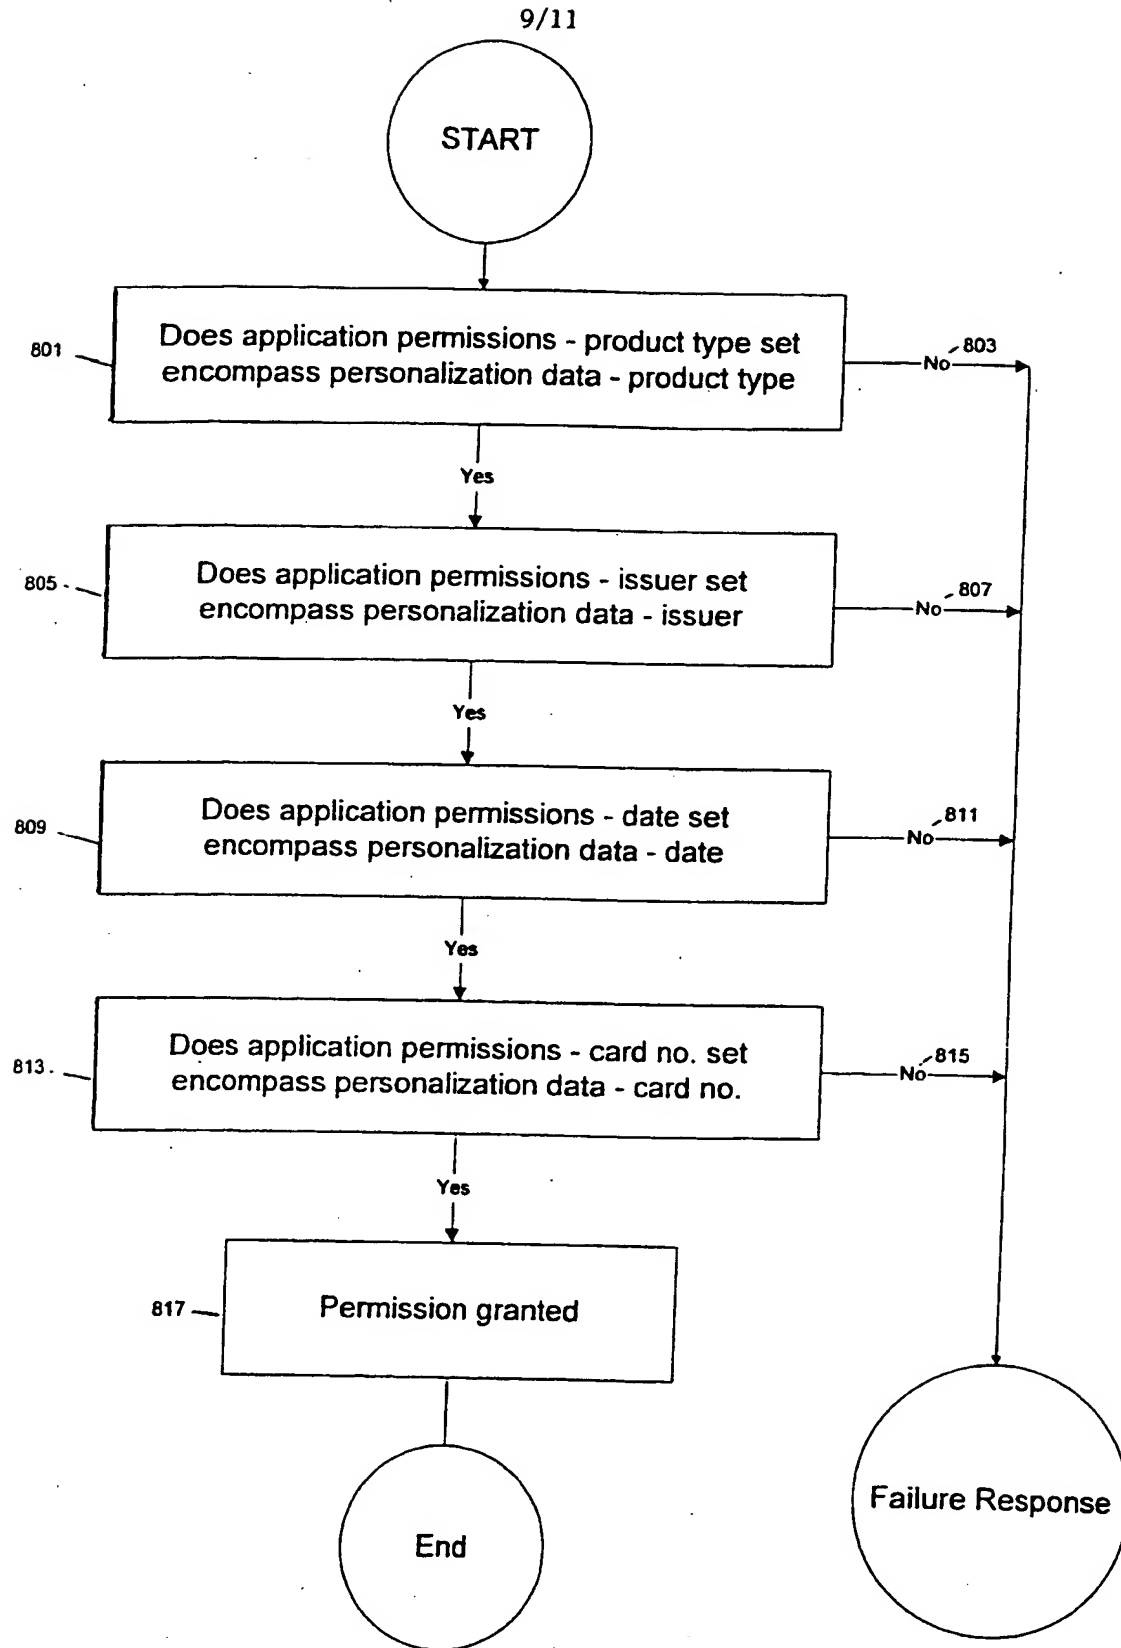 9/11
START
801
Does application permissions - product type set
encompass personalization data - product type
No
803
Yes
805
Does application permissions - issuer set
encompass personalization data - issuer
No
807
Yes
809
Does application permissions - date set
encompass personalization data - date
No
811
Yes
813
Does application permissions - card no. set
encompass personalization data - card no.
No
815
Yes
817
Permission granted
Failure Response
End